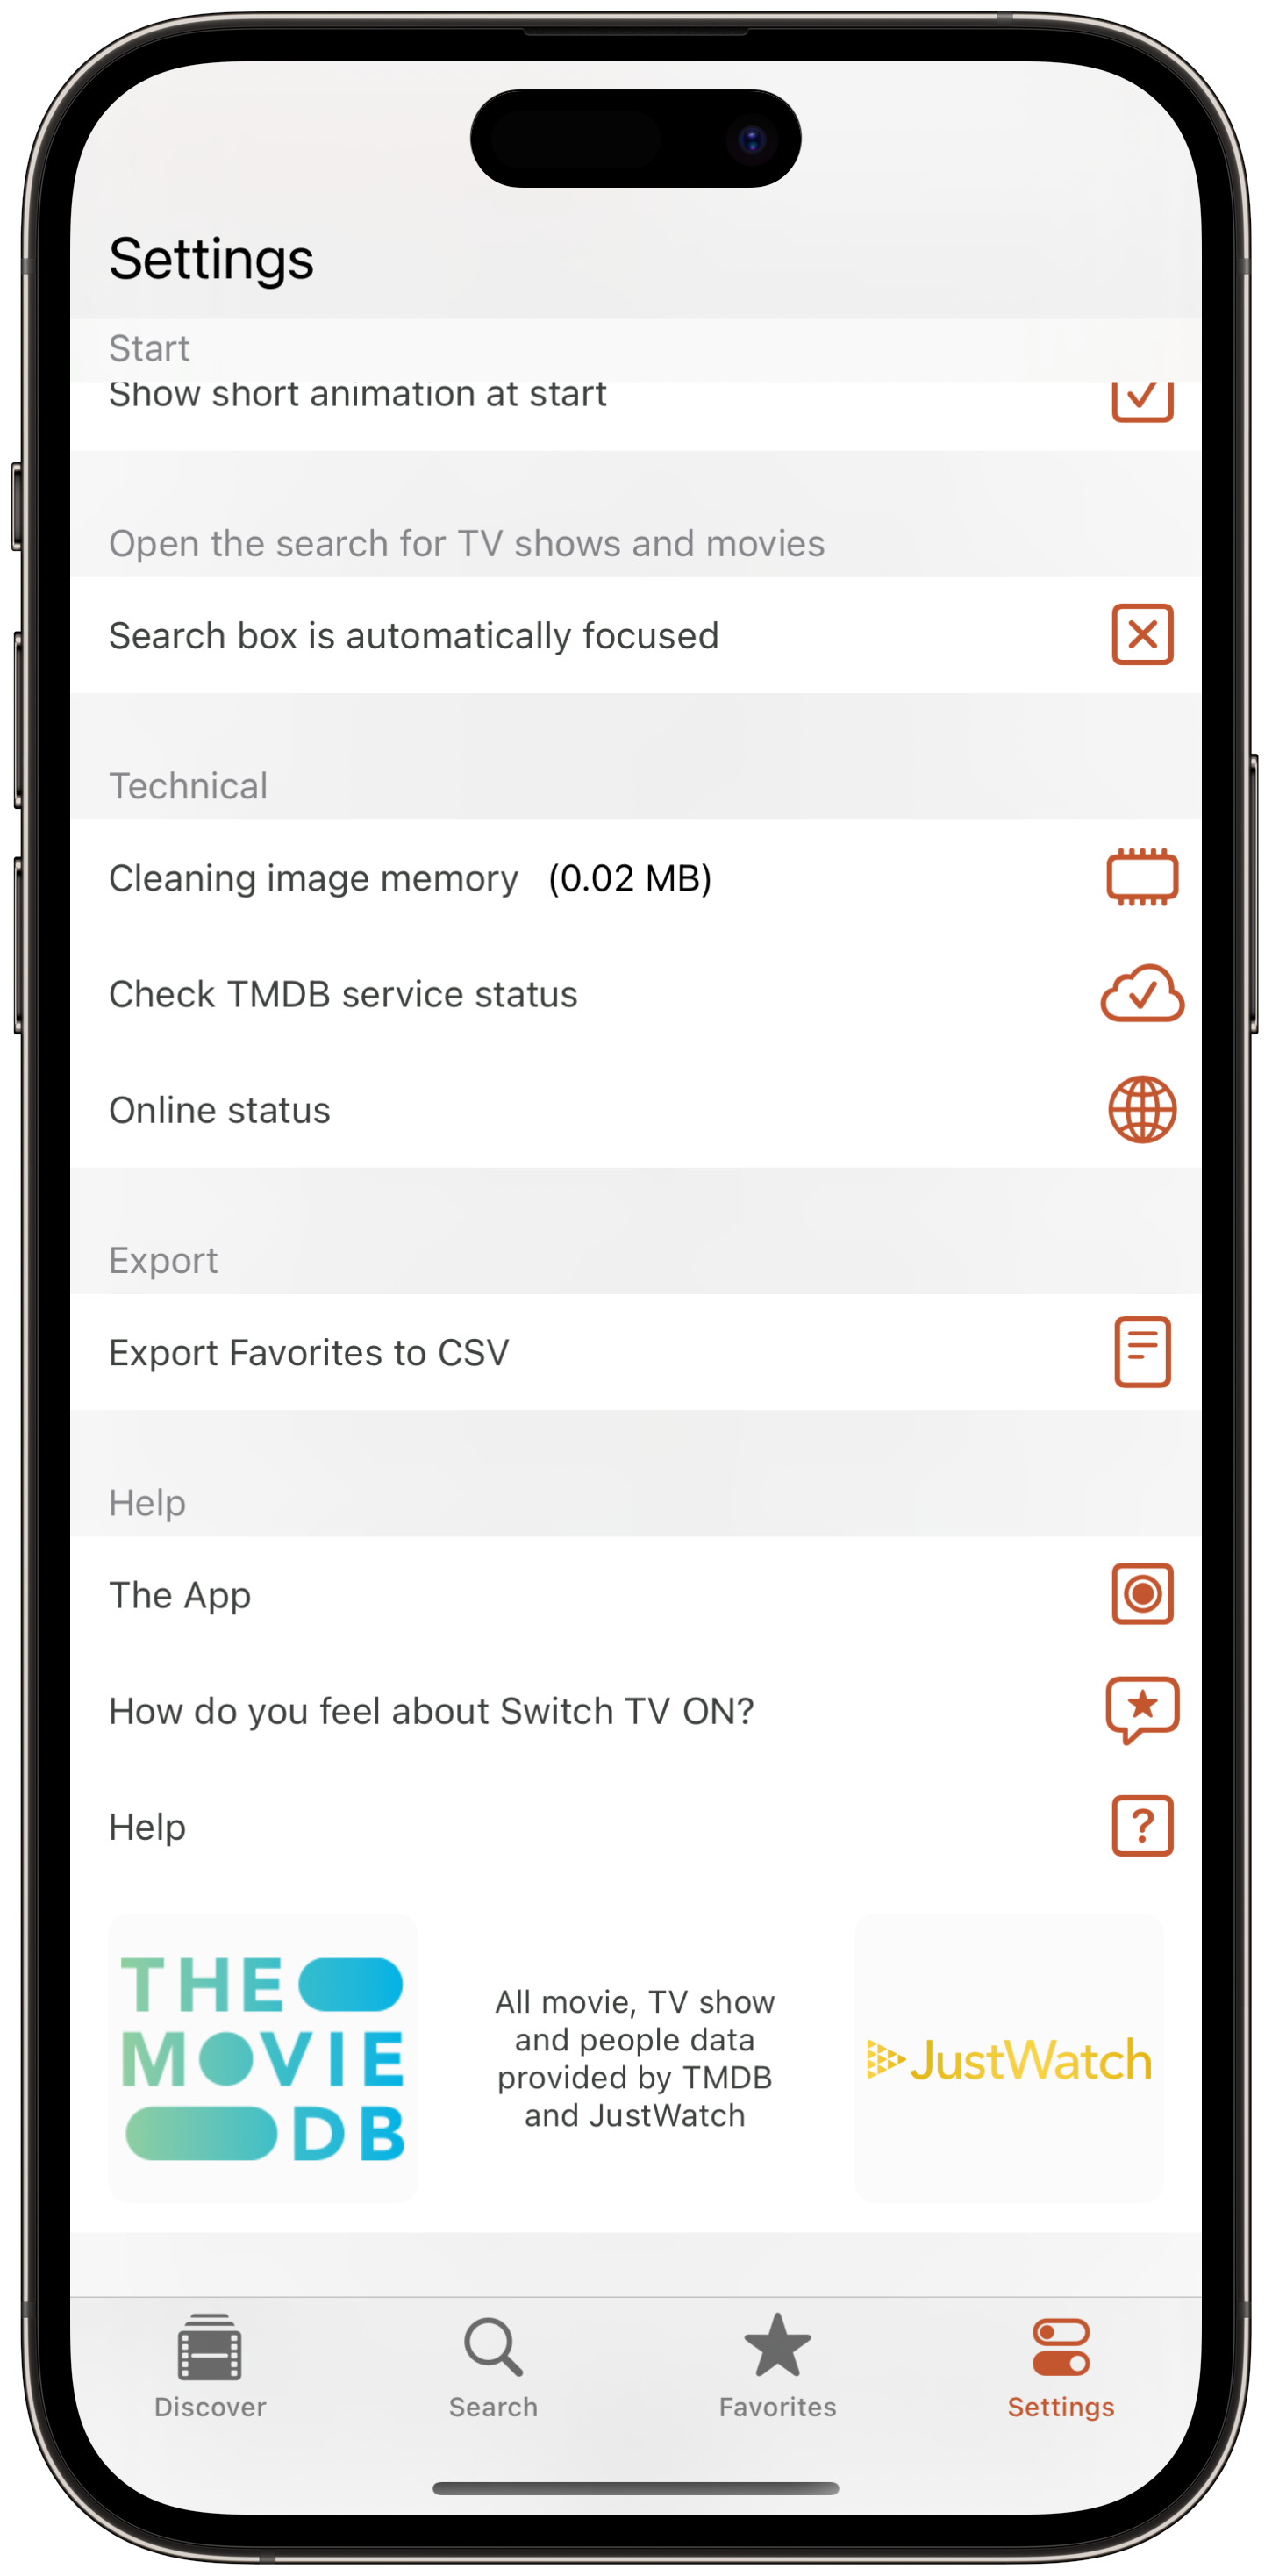 Settings
Start
Show short animation at start
Open the search for TV shows and movies
Search box is automatically focused
Technical
Cleaning image memory (0.02 MB)
Check TMDB service status
Online status
Export
Export Favorites to CSV
Help
The App
How do you feel about Switch TV ON?
Help
?
THE
MOVIE
DB
All movie, TV show
and people data
provided by TMDB
and JustWatch
JustWatch
Discover
Search
Favorites
Settings